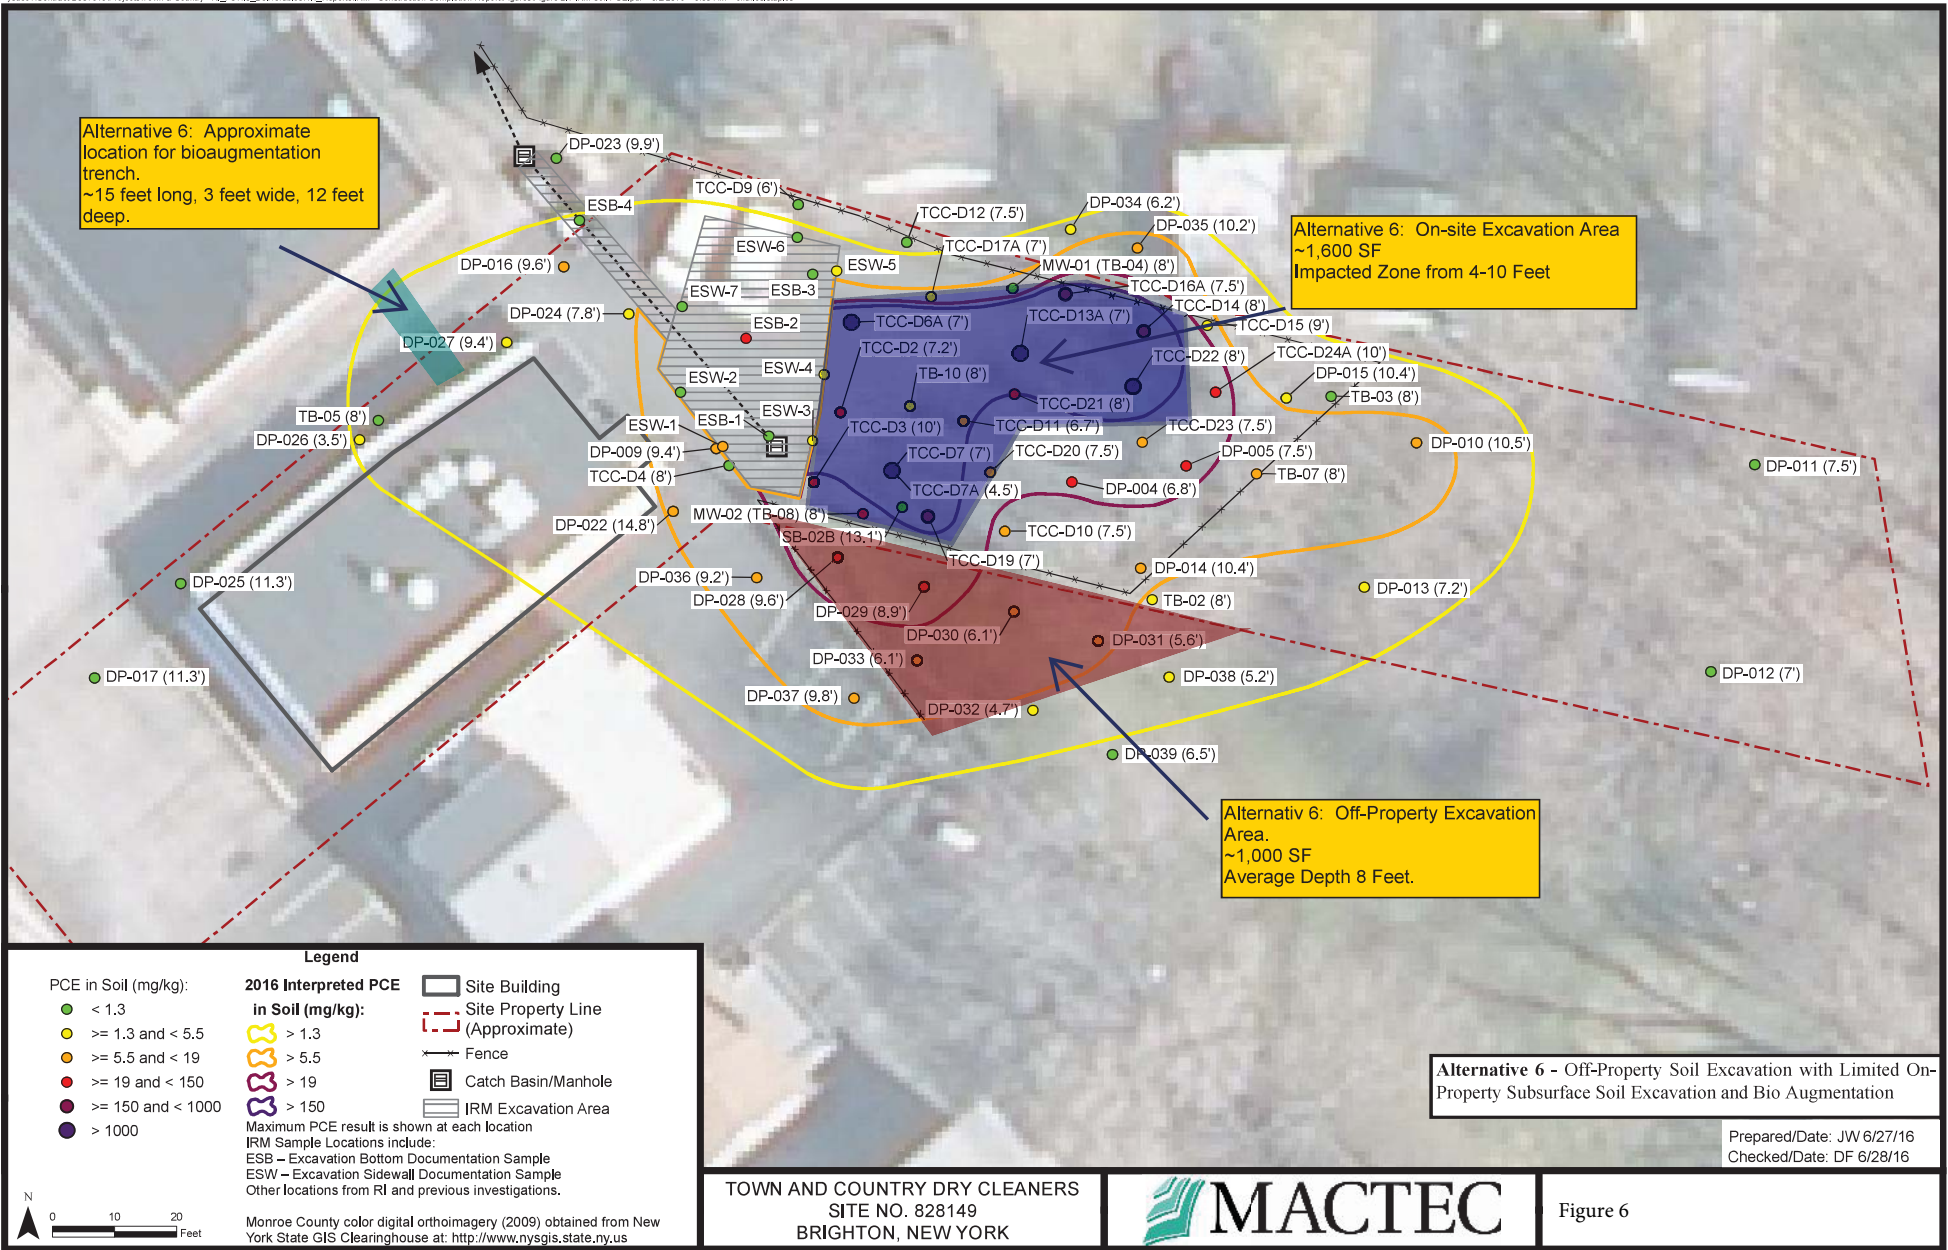 Alternative 6: Approximate
location for bioaugmentation
trench.
~15 feet long, 3 feet wide, 12 feet
deep.
DP-023 (9.9')
TCC-D9 (6')
ESB-4
TCC-D12 (7.5')
DP-034 (6.2')
DP-035 (10.2')
Alternative 6: On-site Excavation Area
~1,600 SF
Impacted Zone from 4-10 Feet
ESW-6
TCC-D17A (7')
DP-016 (9.6')
ESW-5
MW-01 (TB-04) (8')
ESW-7
ESB-3
TCC-D16A (7.5')
TCC-D14 (8')
DP-024 (7.8')
ESB-2
TCC-D6A (7')
TCC-D13A (7')
TCC-D15 (9')
DP-027 (9.4')
TCC-D2 (7.2')
TCC-D22 (8')
TCC-D24A (10')
ESW-2
ESW-4
TB-10 (8')
DP-015 (10.4')
TB-03 (8')
TB-05 (8')
ESB-1
ESW-3
TCC-D21 (8')
DP-026 (3.5')
ESW-1
TCC-D3 (10')
TCC-D11 (6.7')
TCC-D23 (7.5')
DP-010 (10.5')
DP-009 (9.4')
TCC-D7 (7')
TCC-D20 (7.5')
DP-005 (7.5')
DP-011 (7.5')
TCC-D4 (8')
TCC-D7A (4.5')
DP-004 (6.8')
TB-07 (8')
DP-022 (14.8')
MW-02 (TB-08) (8')
SB-02B (13.1')
TCC-D10 (7.5')
TCC-D19 (7')
DP-014 (10.4')
DP-025 (11.3')
DP-036 (9.2')
DP-028 (9.6')
DP-029 (8.9')
TB-02 (8')
DP-013 (7.2')
DP-030 (6.1')
DP-031 (5.6')
DP-017 (11.3')
DP-033 (6.1')
DP-038 (5.2')
DP-012 (7')
DP-037 (9.8')
DP-032 (4.7')
DP-039 (6.5')
Alternativ 6: Off-Property Excavation
Area.
~1,000 SF
Average Depth 8 Feet.
Legend
PCE in Soil (mg/kg):
< 1.3
>= 1.3 and < 5.5
>= 5.5 and < 19
>= 19 and < 150
>= 150 and < 1000
> 1000
2016 Interpreted PCE
in Soil (mg/kg):
> 1.3
> 5.5
> 19
> 150
Site Building
Site Property Line
(Approximate)
Fence
Catch Basin/Manhole
IRM Excavation Area
Maximum PCE result is shown at each location
IRM Sample Locations include:
ESB – Excavation Bottom Documentation Sample
ESW – Excavation Sidewall Documentation Sample
Other locations from RI and previous investigations.
Monroe County color digital orthoimagery (2009) obtained from New
York State GIS Clearinghouse at: http://www.nysgis.state.ny.us
N
0 10 20
Feet
Alternative 6 - Off-Property Soil Excavation with Limited On-
Property Subsurface Soil Excavation and Bio Augmentation
Prepared/Date: JW 6/27/16
Checked/Date: DF 6/28/16
TOWN AND COUNTRY DRY CLEANERS
SITE NO. 828149
BRIGHTON, NEW YORK
MACTEC
Figure 6